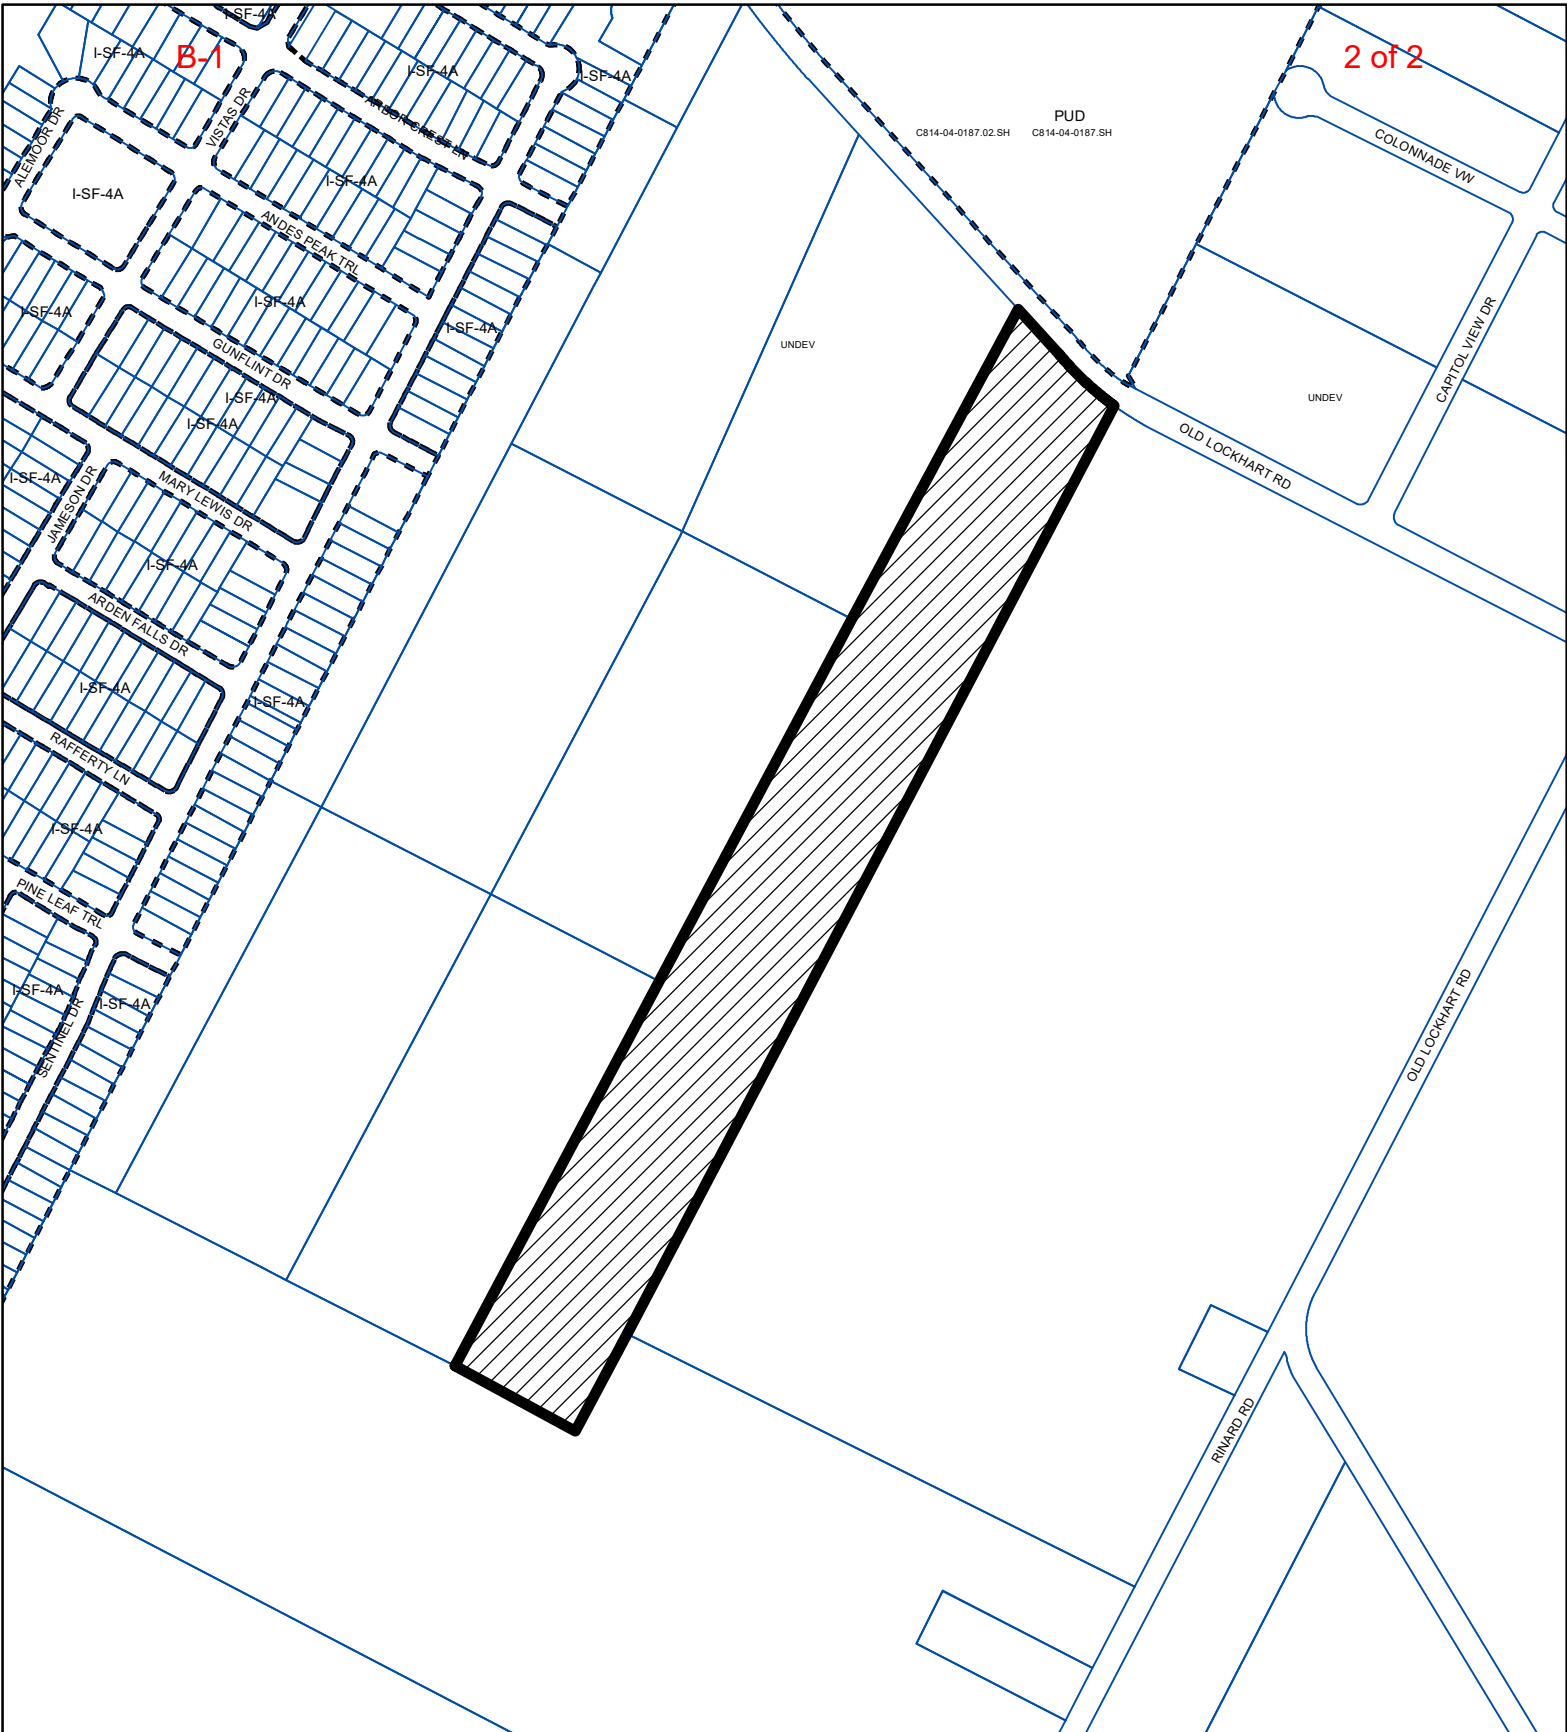 I-SF-4A
B-1
2 of 2
I-SF-4A
I-SF-4A
I-SF-4A
ARBOR CREST LN
VISTAS DR
ALEMOOR DR
PUD
C814-04-0187.02.SH
C814-04-0187.SH
COLONNADE VW
I-SF-4A
I-SF-4A
ANDES PEAK TRL
I-SF-4A
I-SF-4A
I-SF-4A
UNDEV
GUNFLINT DR
CAPITOL VIEW DR
I-SF-4A
UNDEV
I-SF-4A
OLD LOCKHART RD
I-SF-4A
JAMESON DR
MARY LEWIS DR
I-SF-4A
ARDEN FALLS DR
I-SF-4A
I-SF-4A
RAFFERTY LN
I-SF-4A
PINE LEAF TRL
I-SF-4A
I-SF-4A
SENTINEL DR
OLD LOCKHART RD
RINARD RD